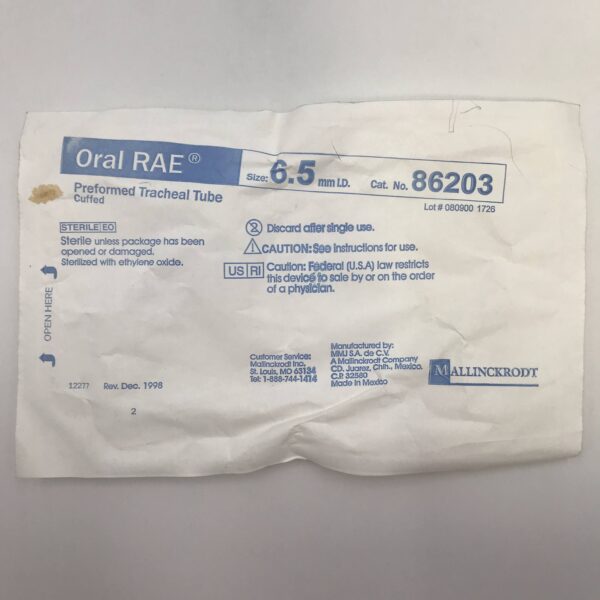 Oral RAE®
Size: 6.5 mm I.D. Cat. No. 86203
Preformed Tracheal Tube
Cuffed
Lot # 080900 1726
STERILE EO
Sterile unless package has been
opened or damaged.
Sterilized with ethylene oxide.
2 Discard after single use.
! CAUTION: See instructions for use.
US RI Caution: Federal (U.S.A) law restricts
this device to sale by or on the order
of a physician.
OPEN HERE
Customer Service:
Mallinckrodt Inc.
St. Louis, MO 63134
Tel: 1-888-744-1414
Manufactured by:
MMJ S.A. de C.V.
A Mallinckrodt Company
CD. Juarez, Chih., Mexico.
C.P. 32580
Made in Mexico
MALLINCKRODT
12277 Rev. Dec. 1998
2